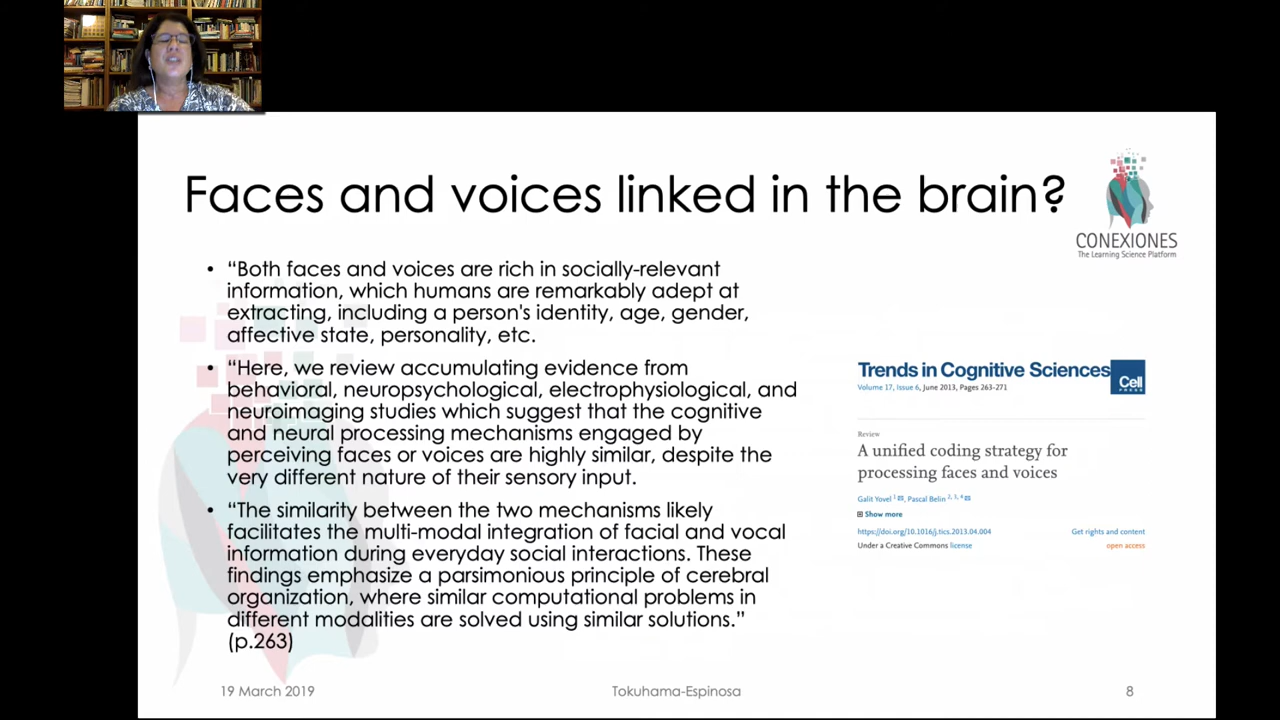 Faces and voices linked in the brain?
CONEXIONES
The Learning Science Platform
• “Both faces and voices are rich in socially-relevant
information, which humans are remarkably adept at
extracting, including a person's identity, age, gender,
affective state, personality, etc.
• “Here, we review accumulating evidence from
behavioral, neuropsychological, electrophysiological, and
neuroimaging studies which suggest that the cognitive
and neural processing mechanisms engaged by
perceiving faces or voices are highly similar, despite the
very different nature of their sensory input.
• “The similarity between the two mechanisms likely
facilitates the multi-modal integration of facial and vocal
information during everyday social interactions. These
findings emphasize a parsimonious principle of cerebral
organization, where similar computational problems in
different modalities are solved using similar solutions.”
(p.263)
Trends in Cognitive Sciences
Cell
PRESS
Volume 17, Issue 6, June 2013, Pages 263-271
Review
A unified coding strategy for
processing faces and voices
Galit Yovel 1, Pascal Belin 2, 3, 4
Show more
https://doi.org/10.1016/j.tics.2013.04.004
Get rights and content
Under a Creative Commons license
open access
19 March 2019
Tokuhama-Espinosa
8